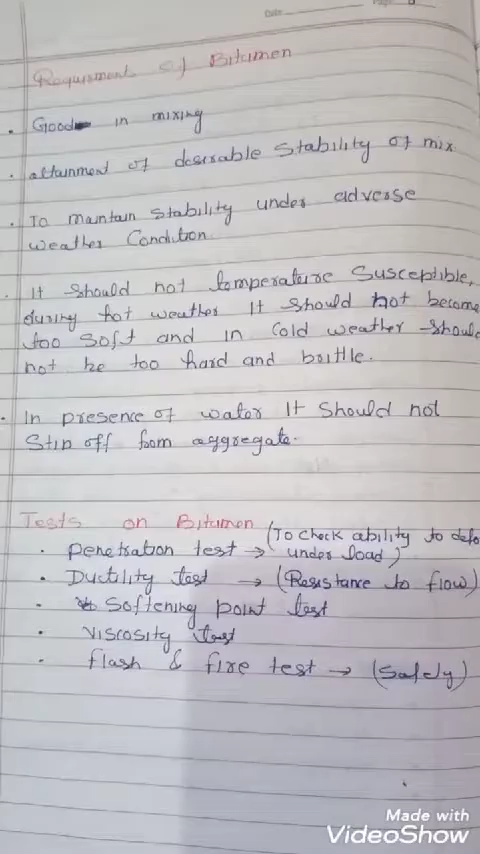 Date
Page
Requirment of Bitumen
. Good in mixing
. attainment of desirable stability of mix
. To maintain stability under adverse
weather Condition.
. It should not temperature Susceptible,
during hot weather It should not become
too soft and in cold weather should
not be too hard and brittle.
. In presence of water It should not
Strip off from aggregate.
Tests on Bitumen (To check ability to defo
. Penetration test → under load)
. Ductility test → (Resistance to flow)
. Softening point test
. Viscosity test
. flash & fire test → (Safely)
Made with
VideoShow